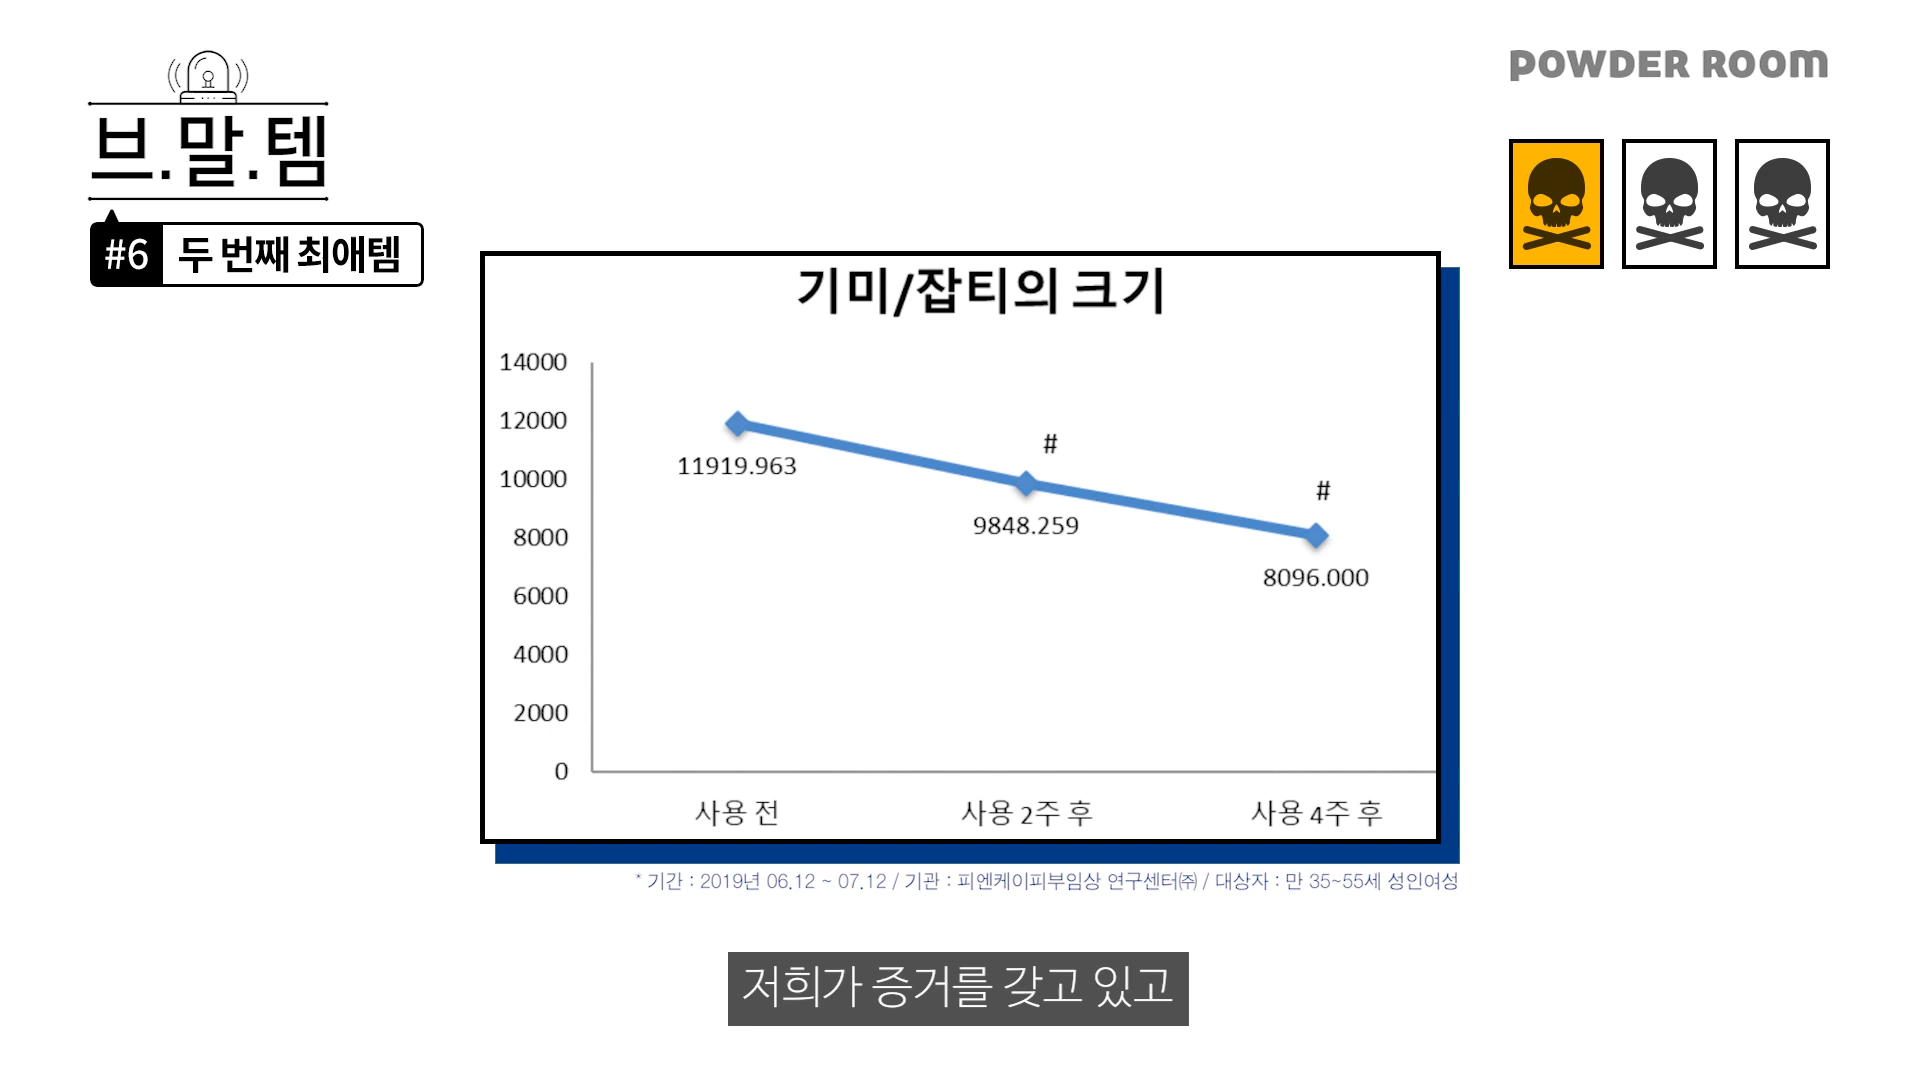 POWDER ROOM
브.말.템
#6 두 번째 최애템
기미/잡티의 크기
14000
12000
10000
8000
6000
4000
2000
0
11919.963
#
9848.259
#
8096.000
사용 전
사용 2주 후
사용 4주 후
* 기간 : 2019년 06.12 ~ 07.12 / 기관 : 피엔케이피부임상 연구센터㈜ / 대상자 : 만 35~55세 성인여성
저희가 증거를 갖고 있고